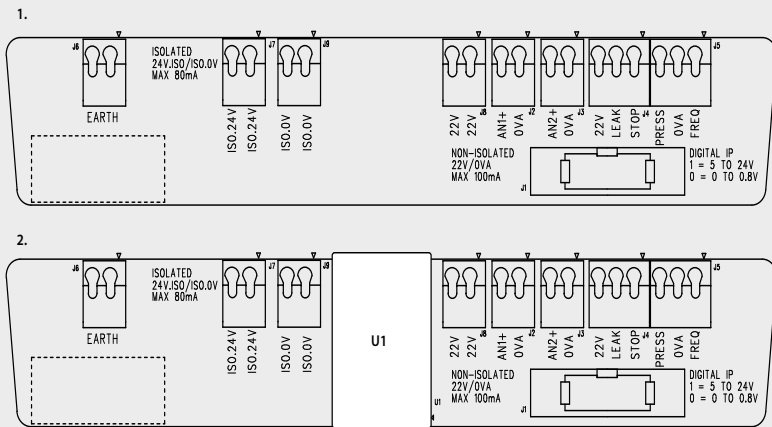 1.
J6
ISOLATED
24V.ISO/ISO.0V
MAX 80mA
J7
J9
J5
EARTH
ISO.24V
ISO.24V
ISO.0V
ISO.0V
22V
22V
J8
AN1+
0VA
J2
AN2+
0VA
J3
22V
LEAK
STOP
J4
PRESS
0VA
FREQ
NON-ISOLATED
22V/0VA
MAX 100mA
J1
DIGITAL IP
1 = 5 TO 24V
0 = 0 TO 0.8V
2.
J6
ISOLATED
24V.ISO/ISO.0V
MAX 80mA
J7
J9
J5
EARTH
ISO.24V
ISO.24V
ISO.0V
ISO.0V
U1
22V
22V
J8
AN1+
0VA
J2
AN2+
0VA
J3
22V
LEAK
STOP
J4
PRESS
0VA
FREQ
NON-ISOLATED
22V/0VA
MAX 100mA
U1
4
J1
DIGITAL IP
1 = 5 TO 24V
0 = 0 TO 0.8V